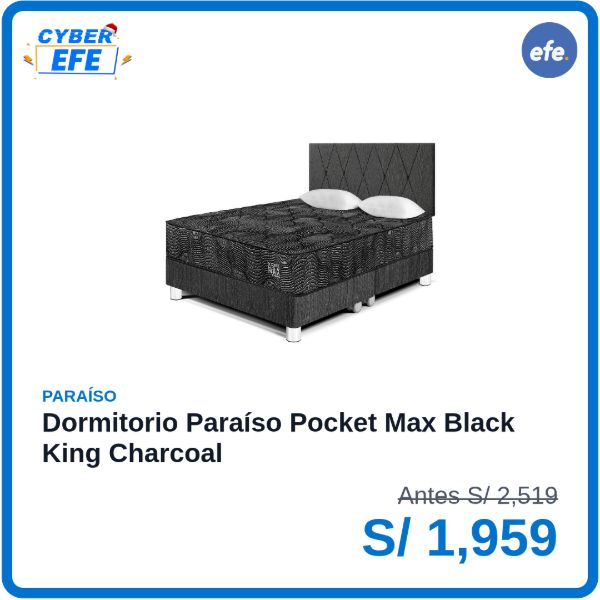 CYBER
EFE
efe.
PARAÍSO
Dormitorio Paraíso Pocket Max Black
King Charcoal
Antes S/ 2,519
S/ 1,959